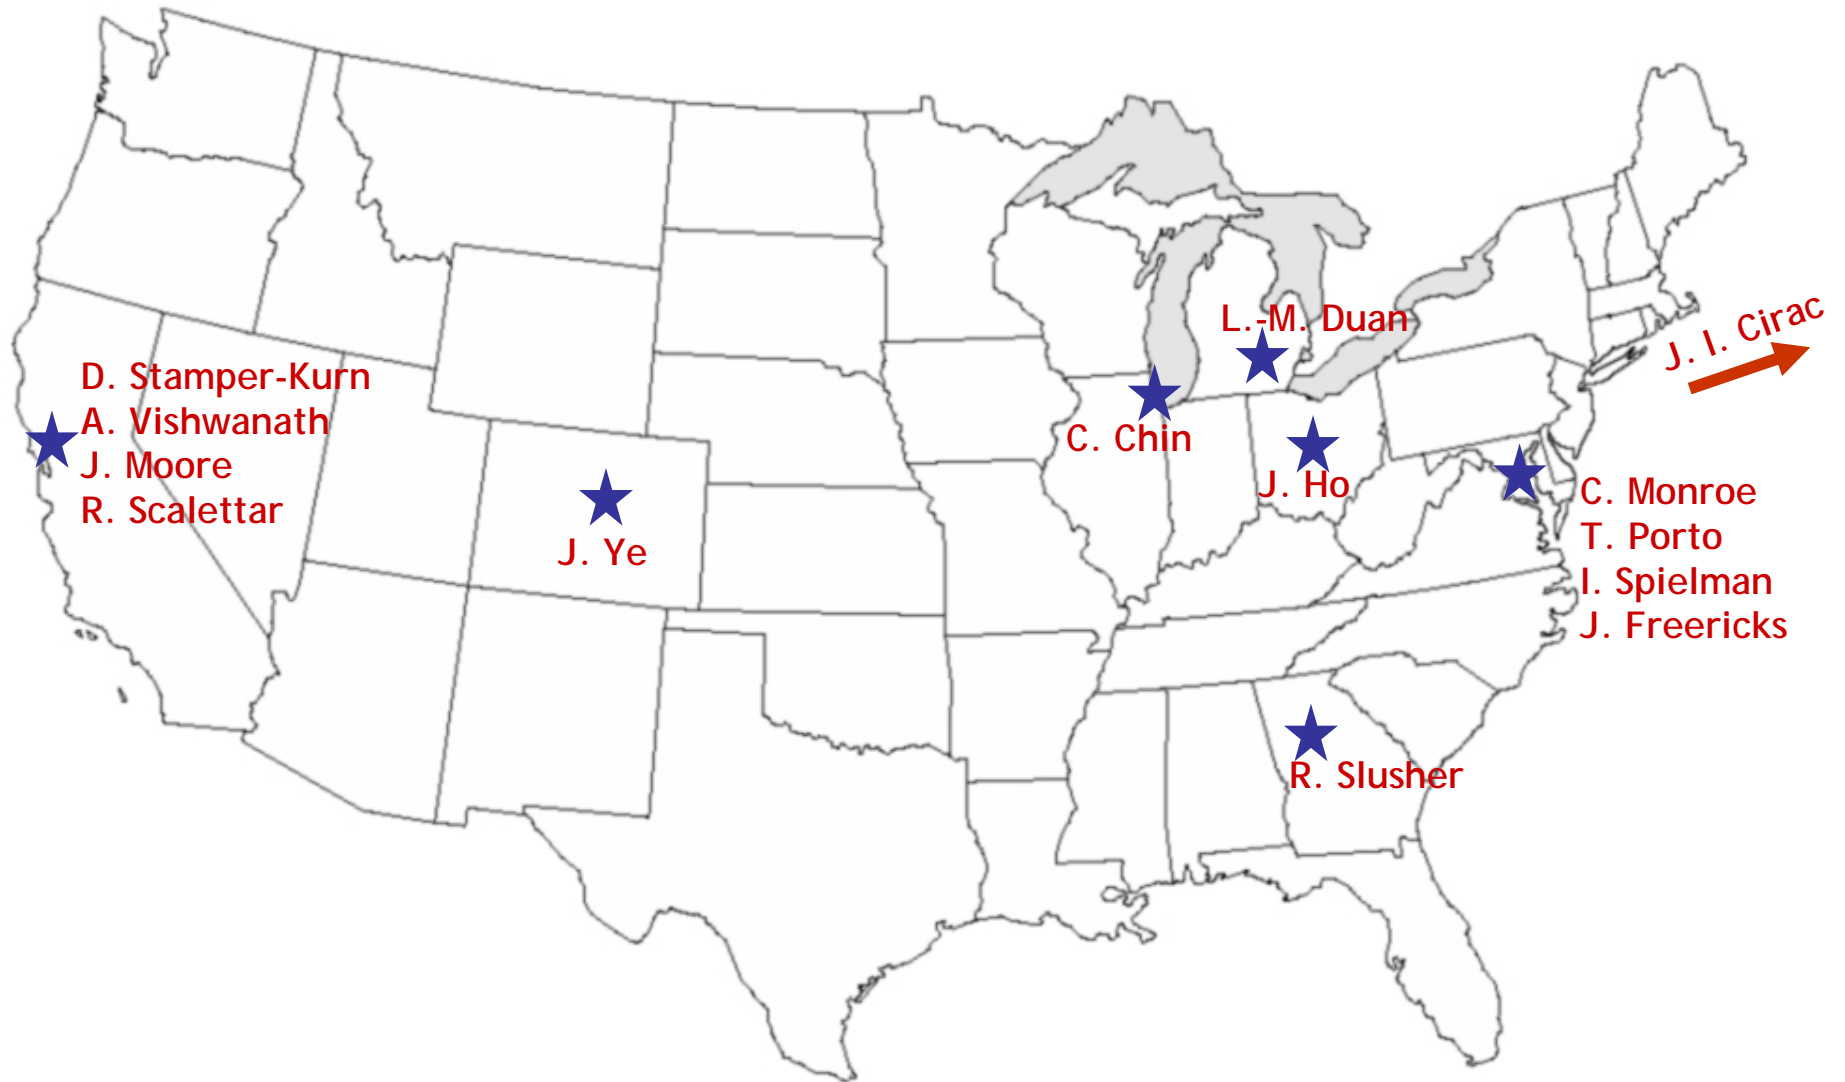 D. Stamper-Kurn
A. Vishwanath
J. Moore
R. Scalettar
J. Ye
L.-M. Duan
C. Chin
J. Ho
J. I. Cirac
C. Monroe
T. Porto
I. Spielman
J. Freericks
R. Slusher